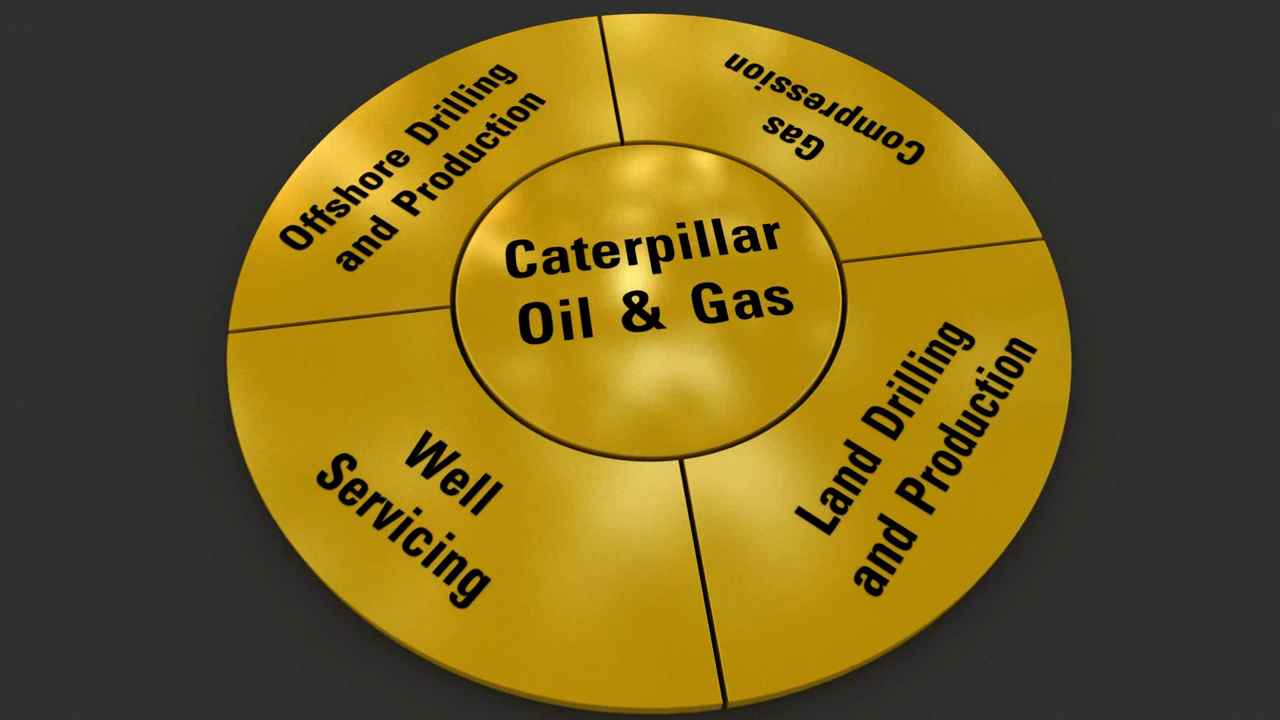 Caterpillar
Oil & Gas
Offshore Drilling
and Production
Gas
Compression
Land Drilling
and Production
Well
Servicing